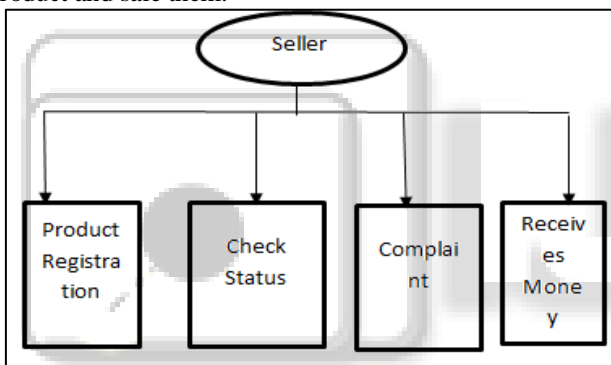 roduct and sale them.
Seller
Product
Registra
tion
Check
Status
Complai
nt
Receiv
es
Mone
y